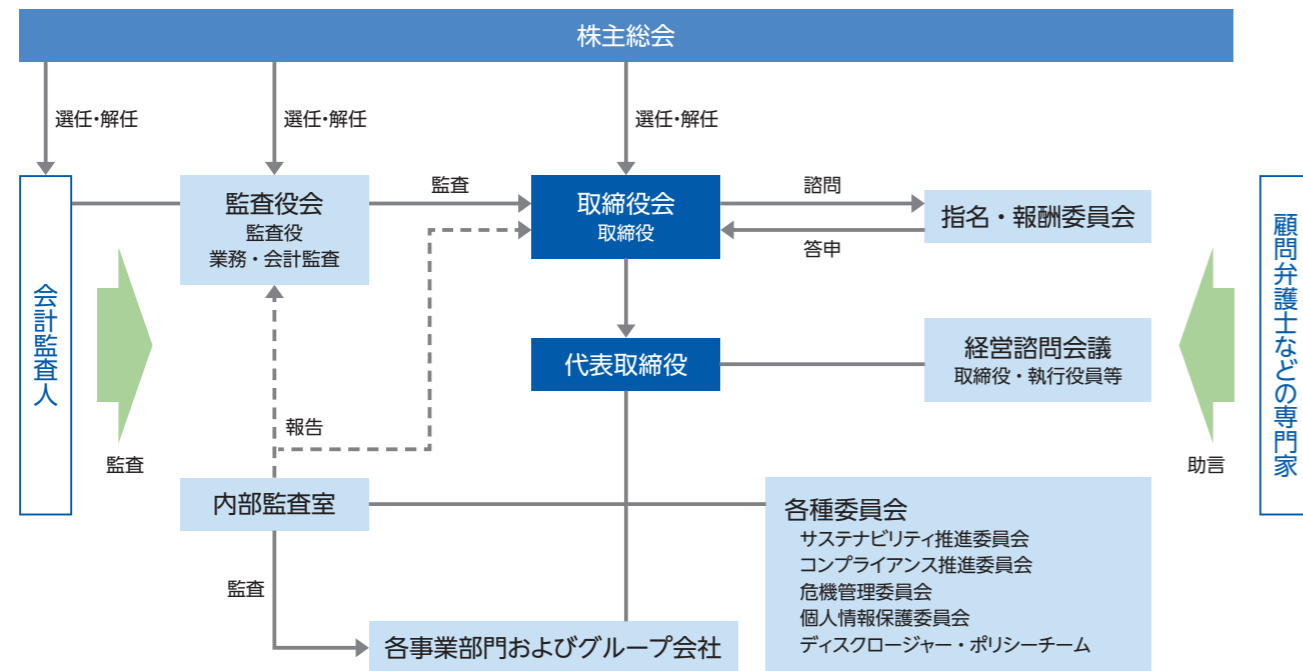 株主総会
選任・解任
選任・解任
選任・解任
会計監査人
監査役会
監査役
業務・会計監査
監査
取締役会
取締役
諮問
答申
指名・報酬委員会
顧問弁護士などの専門家
代表取締役
経営諮問会議
取締役・執行役員等
報告
監査
助言
内部監査室
各種委員会
サステナビリティ推進委員会
コンプライアンス推進委員会
危機管理委員会
個人情報保護委員会
ディスクロージャー・ポリシーチーム
監査
各事業部門およびグループ会社